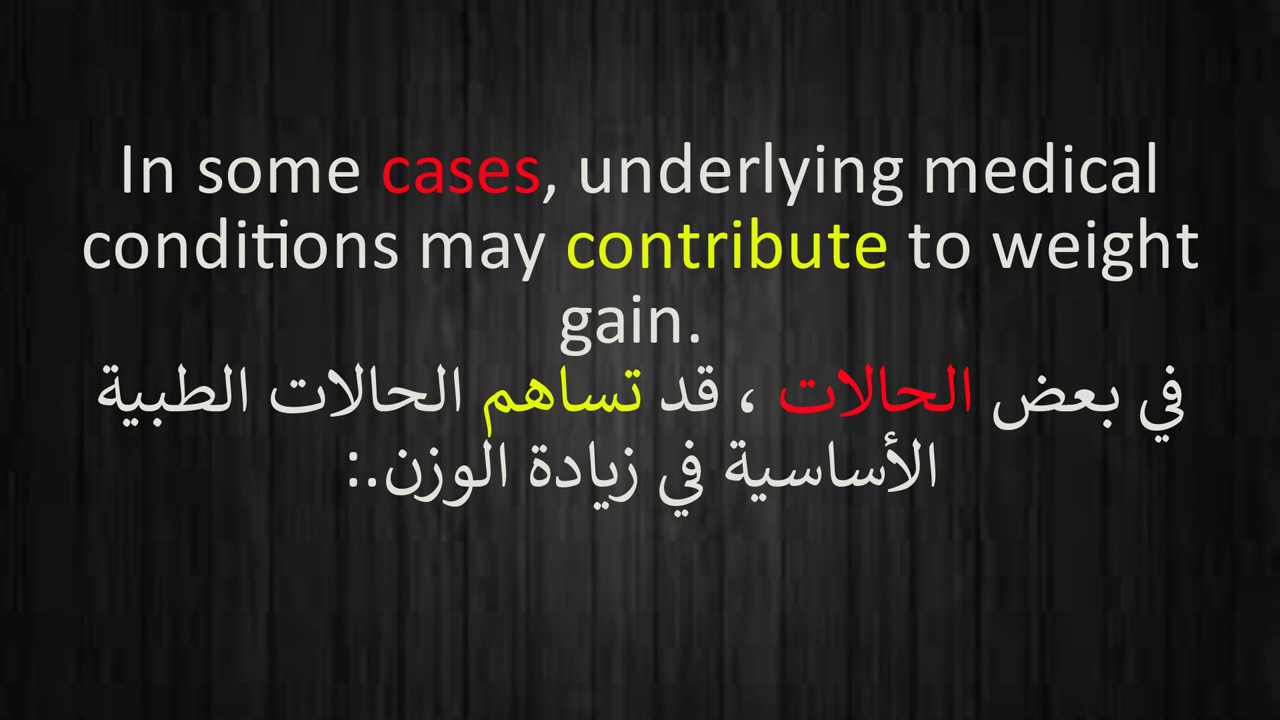 In some cases, underlying medical
conditions may contribute to weight
gain.
في بعض الحالات ، قد تساهم الحالات الطبية
الأساسية في زيادة الوزن.: